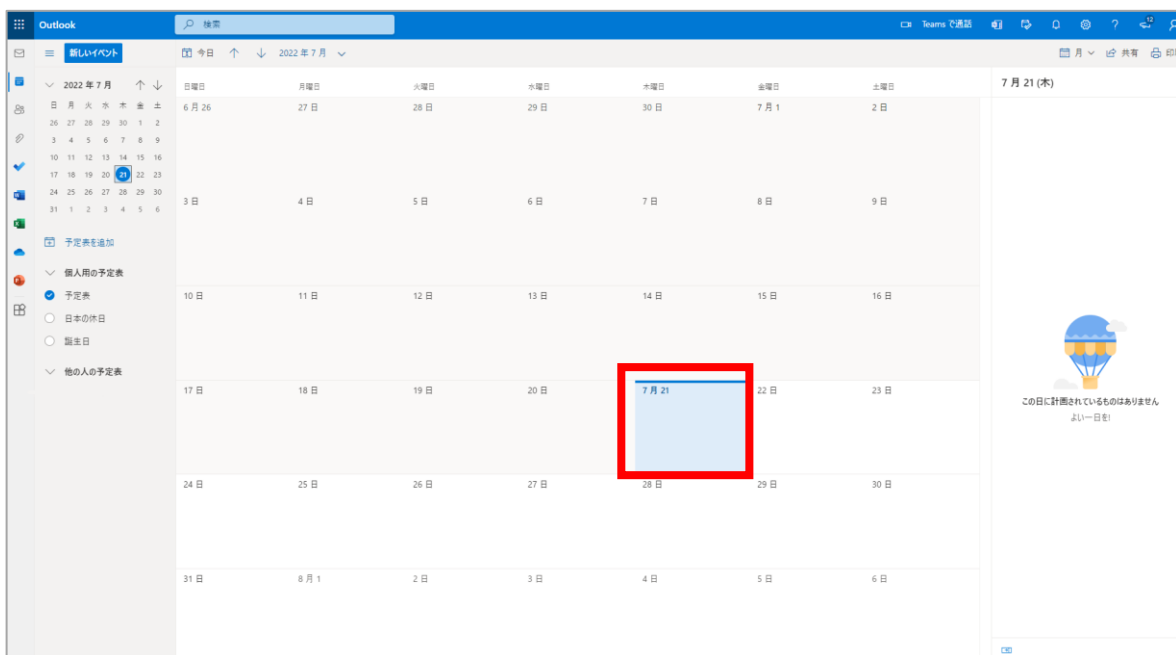 Outlook
検索
Teams で通話
12
新しいイベント
今日
2022 年 7 月
月
共有
2022 年 7 月
日 月 火 水 木 金 土
26 27 28 29 30 1 2
3 4 5 6 7 8 9
10 11 12 13 14 15 16
17 18 19 20 21 22 23
24 25 26 27 28 29 30
31 1 2 3 4 5 6
予定表を追加
個人用の予定表
予定表
日本の休日
誕生日
他の人の予定表
日曜日 月曜日 火曜日 水曜日 木曜日 金曜日 土曜日
6 月 26 27 日 28 日 29 日 30 日 7 月 1 2 日
3 日 4 日 5 日 6 日 7 日 8 日 9 日
10 日 11 日 12 日 13 日 14 日 15 日 16 日
17 日 18 日 19 日 20 日 7 月 21 22 日 23 日
24 日 25 日 26 日 27 日 28 日 29 日 30 日
31 日 8 月 1 2 日 3 日 4 日 5 日 6 日
7 月 21 (木)
この日に計画されているものはありません
よい一日を!